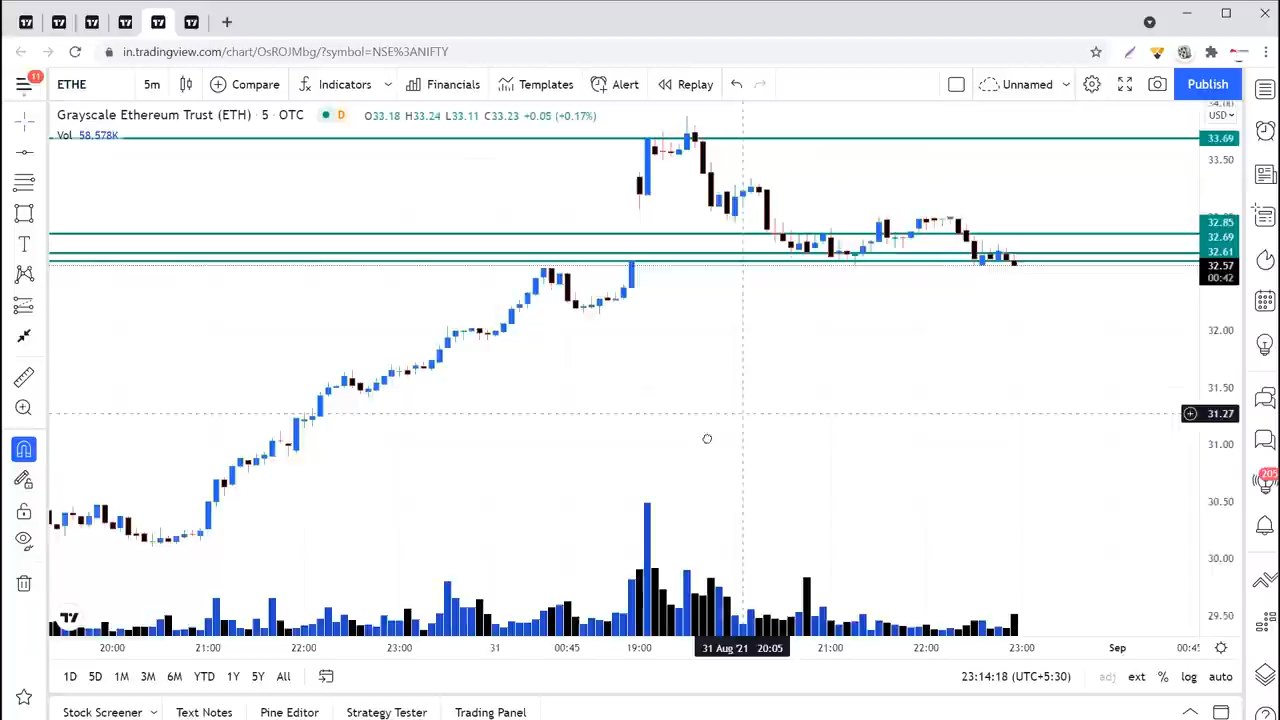 in.tradingview.com/chart/OsROJMbg/?symbol=NSE%3ANIFTY
11
ETHE 5m Compare Indicators Financials Templates Alert Replay Unnamed Publish
Grayscale Ethereum Trust (ETH) · 5 · OTC D O33.18 H33.24 L33.11 C33.23 +0.05 (+0.17%)
USD
Vol 58.578K
33.69
33.50
32.85
32.69
32.61
32.57
00:42
32.00
31.50
31.27
31.00
205
30.50
30.00
29.50
20:00 21:00 22:00 23:00 31 00:45 19:00 31 Aug '21 20:05 21:00 22:00 23:00 Sep 00:45
1D 5D 1M 3M 6M YTD 1Y 5Y All 23:14:18 (UTC+5:30) adj ext % log auto
Stock Screener Text Notes Pine Editor Strategy Tester Trading Panel